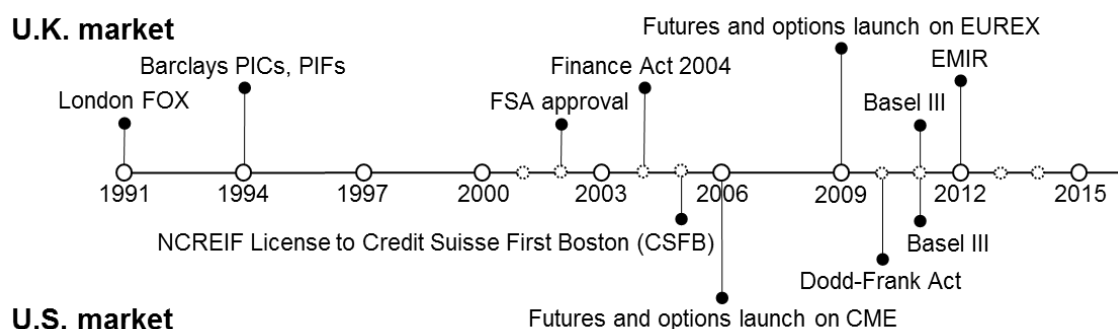 U.K. market
Futures and options launch on EUREX
Barclays PICs, PIFs
Finance Act 2004
EMIR
London FOX
FSA approval
Basel III
1991 1994 1997 2000 2003 2006 2009 2012 2015
NCREIF License to Credit Suisse First Boston (CSFB)
Basel III
Dodd-Frank Act
U.S. market
Futures and options launch on CME